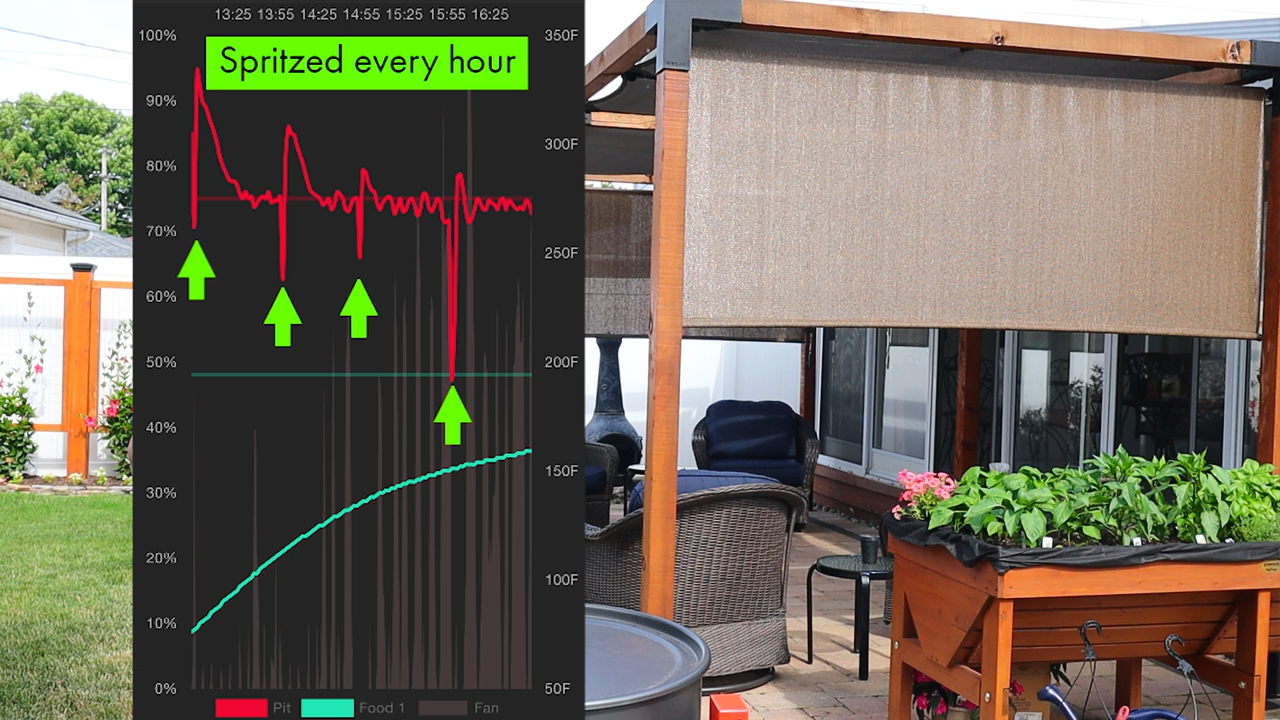 13:25 13:55 14:25 14:55 15:25 15:55 16:25
Spritzed every hour
100%
90%
80%
70%
60%
50%
40%
30%
20%
10%
0%
350F
300F
250F
200F
150F
100F
50F
Pit Food 1 Fan